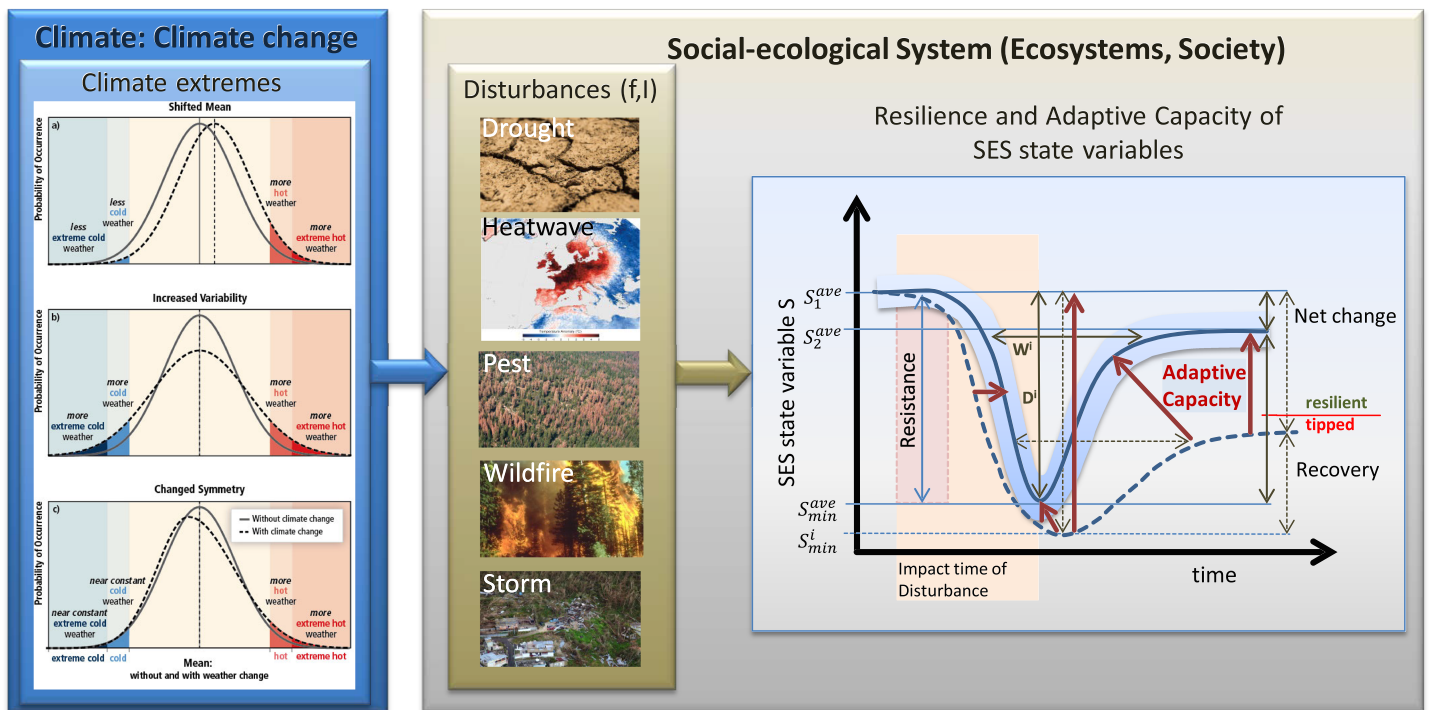 Climate: Climate change
Climate extremes
Shifted Mean
Probability of Occurrence
a)
less
extreme cold
weather
less
cold
weather
more
hot
weather
more
extreme hot
weather
Increased Variability
Probability of Occurrence
b)
more
extreme cold
weather
more
cold
weather
more
hot
weather
more
extreme hot
weather
Changed Symmetry
Probability of Occurrence
c)
Without climate change
With climate change
near constant
extreme cold
weather
near constant
cold
weather
more
hot
weather
more
extreme hot
weather
extreme cold
cold
hot
extreme hot
Mean:
without and with weather change
Social-ecological System (Ecosystems, Society)
Disturbances (f,I)
Drought
Heatwave
Pest
Wildfire
Storm
Resilience and Adaptive Capacity of
SES state variables
SES state variable S
S₁ᵃᵛᵉ
S₂ᵃᵛᵉ
Sₘᵢₙᵃᵛᵉ
Sₘᵢₙⁱ
Resistance
Wⁱ
Dⁱ
Adaptive
Capacity
Net change
resilient
tipped
Recovery
Impact time of
Disturbance
time